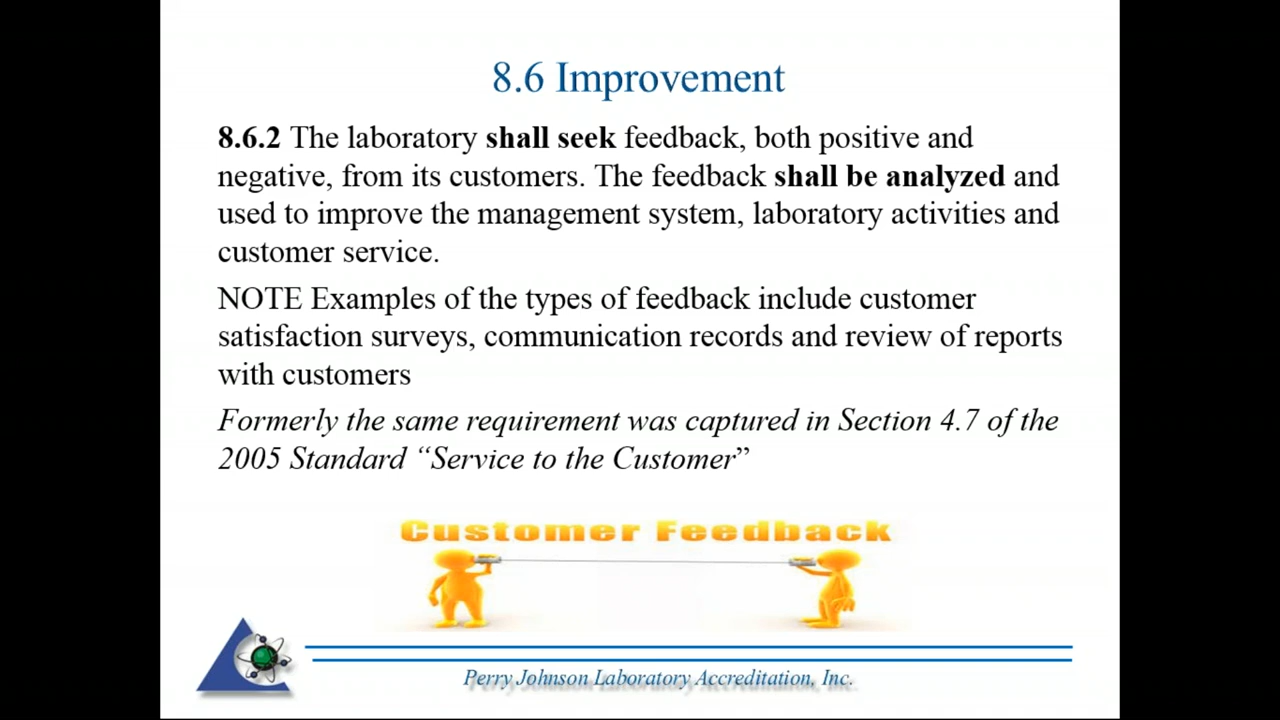 8.6 Improvement
8.6.2 The laboratory shall seek feedback, both positive and
negative, from its customers. The feedback shall be analyzed and
used to improve the management system, laboratory activities and
customer service.
NOTE Examples of the types of feedback include customer
satisfaction surveys, communication records and review of reports
with customers
Formerly the same requirement was captured in Section 4.7 of the
2005 Standard “Service to the Customer”
Customer Feedback
Perry Johnson Laboratory Accreditation, Inc.